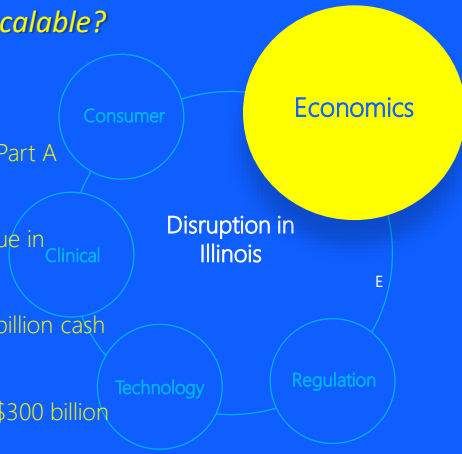 calable?
Economics
Consumer
Part A
Disruption in
Illinois
ue in
Clinical
E
billion cash
Technology
Regulation
$300 billion